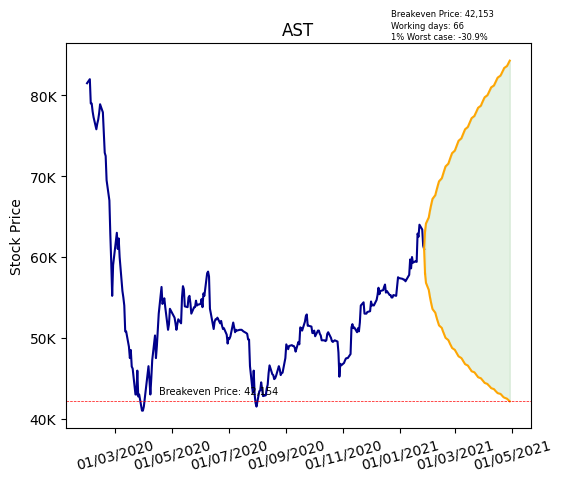 Breakeven Price: 42,153
Working days: 66
1% Worst case: -30.9%
AST
Stock Price
80K
70K
60K
50K
40K
Breakeven Price: 42,154
01/03/2020
01/05/2020
01/07/2020
01/09/2020
01/11/2020
01/01/2021
01/03/2021
01/05/2021